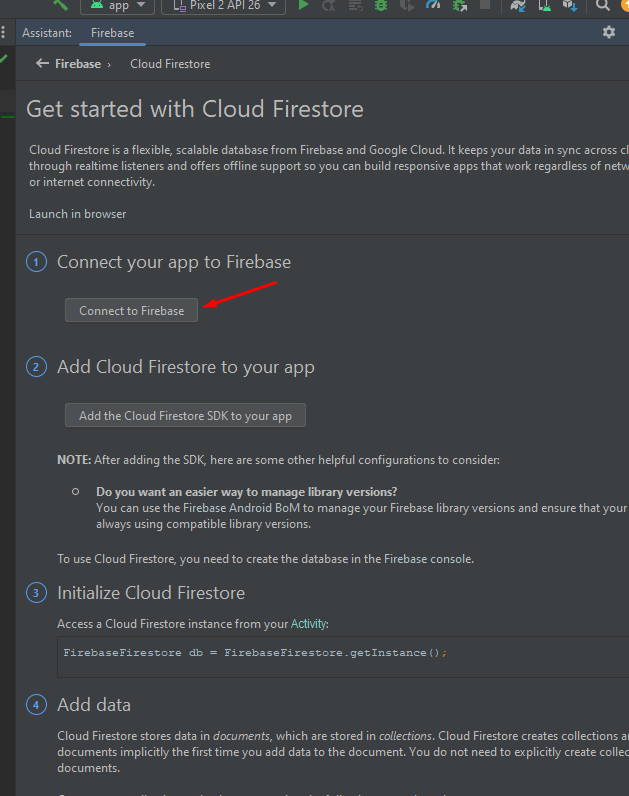 app
Pixel 2 API 26
Assistant:
Firebase
Firebase › Cloud Firestore
Get started with Cloud Firestore
Cloud Firestore is a flexible, scalable database from Firebase and Google Cloud. It keeps your data in sync across
through realtime listeners and offers offline support so you can build responsive apps that work regardless of
or internet connectivity.
Launch in browser
1 Connect your app to Firebase
Connect to Firebase
2 Add Cloud Firestore to your app
Add the Cloud Firestore SDK to your app
NOTE: After adding the SDK, here are some other helpful configurations to consider:
Do you want an easier way to manage library versions?
You can use the Firebase Android BoM to manage your Firebase library versions and ensure that your
always using compatible library versions.
To use Cloud Firestore, you need to create the database in the Firebase console.
3 Initialize Cloud Firestore
Access a Cloud Firestore instance from your Activity:
FirebaseFirestore db = FirebaseFirestore.getInstance();
4 Add data
Cloud Firestore stores data in documents, which are stored in collections. Cloud Firestore creates collections
documents implicitly the first time you add data to the document. You do not need to explicitly create
documents.